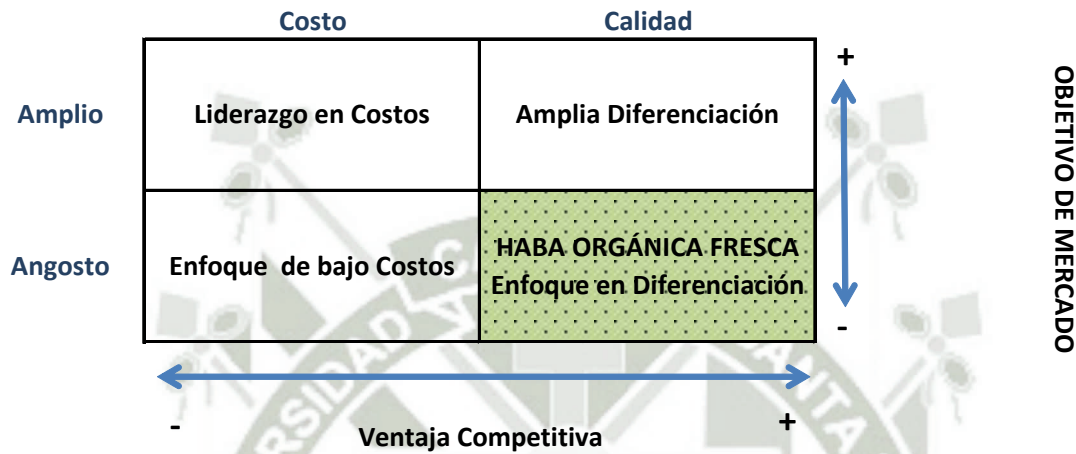 Costo Calidad
+
Amplio Liderazgo en Costos Amplia Diferenciación
OBJETIVO DE MERCADO
Angosto Enfoque de bajo Costos HABA ORGÁNICA FRESCA
Enfoque en Diferenciación
-
- +
Ventaja Competitiva